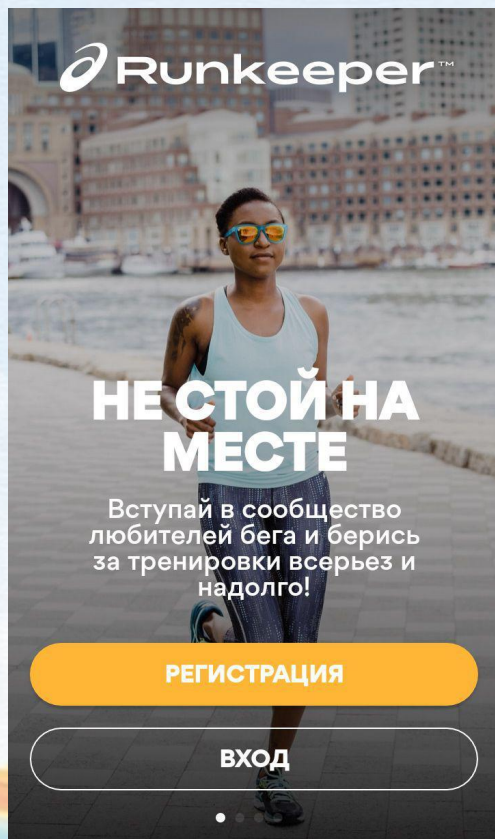 Runkeeper™
НЕ СТОЙ НА
МЕСТЕ
Вступай в сообщество
любителей бега и берись
за тренировки всерьез и
надолго!
РЕГИСТРАЦИЯ
ВХОД